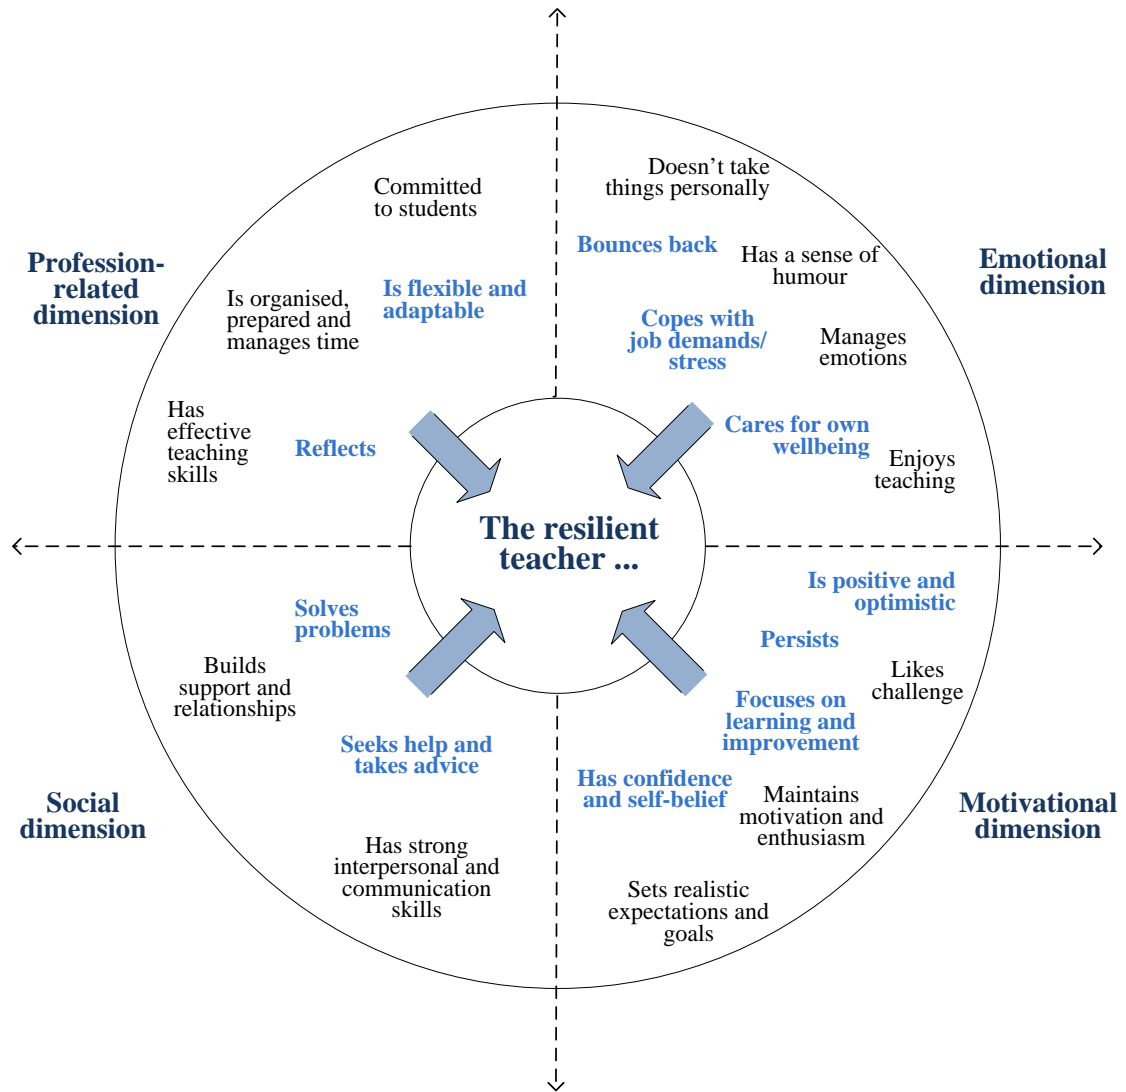 Profession-
related
dimension
Committed
to students
Is organised,
prepared and
manages time
Is flexible and
adaptable
Has
effective
teaching
skills
Reflects
Emotional
dimension
Doesn’t take
things personally
Bounces back
Has a sense of
humour
Copes with
job demands/
stress
Manages
emotions
Cares for own
wellbeing
Enjoys
teaching
The resilient
teacher ...
Social
dimension
Solves
problems
Builds
support and
relationships
Seeks help and
takes advice
Has strong
interpersonal and
communication
skills
Motivational
dimension
Is positive and
optimistic
Persists
Likes
challenge
Focuses on
learning and
improvement
Has confidence
and self-belief
Maintains
motivation and
enthusiasm
Sets realistic
expectations and
goals